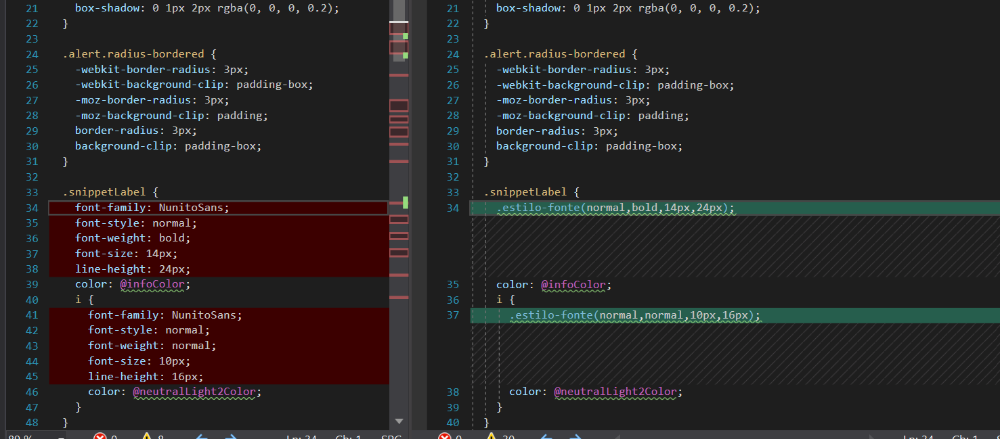 21 box-shadow: 0 1px 2px rgba(0, 0, 0, 0.2);
22 }
23
24 .alert.radius-bordered {
25 -webkit-border-radius: 3px;
26 -webkit-background-clip: padding-box;
27 -moz-border-radius: 3px;
28 -moz-background-clip: padding;
29 border-radius: 3px;
30 background-clip: padding-box;
31 }
32
33 .snippetLabel {
34 font-family: NunitoSans;
35 font-style: normal;
36 font-weight: bold;
37 font-size: 14px;
38 line-height: 24px;
39 color: @infoColor;
40 i {
41 font-family: NunitoSans;
42 font-style: normal;
43 font-weight: normal;
44 font-size: 10px;
45 line-height: 16px;
46 color: @neutralLight2Color;
47 }
48 }
21 box-shadow: 0 1px 2px rgba(0, 0, 0, 0.2);
22 }
23
24 .alert.radius-bordered {
25 -webkit-border-radius: 3px;
26 -webkit-background-clip: padding-box;
27 -moz-border-radius: 3px;
28 -moz-background-clip: padding;
29 border-radius: 3px;
30 background-clip: padding-box;
31 }
32
33 .snippetLabel {
34 .estilo-fonte(normal,bold,14px,24px);
35 color: @infoColor;
36 i {
37 .estilo-fonte(normal,normal,10px,16px);
38 color: @neutralLight2Color;
39 }
40 }
Ln: 34 Ch: 1 SPC
Ln: 34 Ch: 1